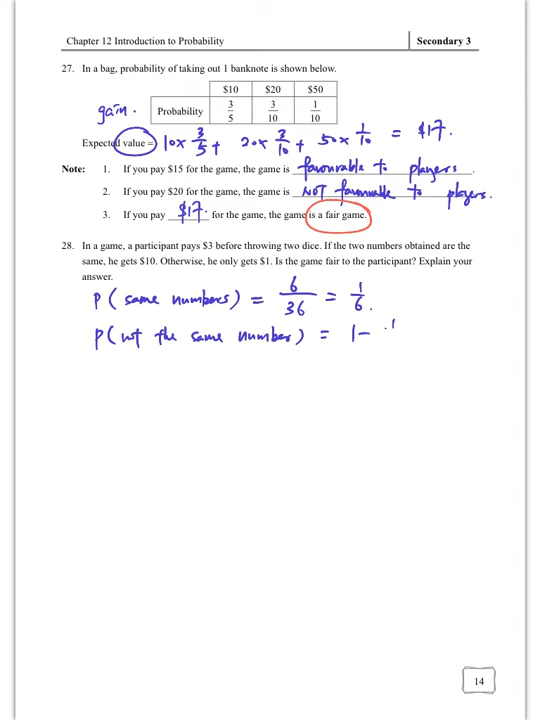 Chapter 12 Introduction to Probability Secondary 3
27. In a bag, probability of taking out 1 banknote is shown below.
$10 $20 $50
gain. Probability 3/5 3/10 1/10
Expected value = 10 x 3/5 + 20 x 3/10 + 50 x 1/10 = $17.
Note: 1. If you pay $15 for the game, the game is favourable to players.
2. If you pay $20 for the game, the game is NOT favourable to players.
3. If you pay $17. for the game, the game is a fair game.
28. In a game, a participant pays $3 before throwing two dice. If the two numbers obtained are the
same, he gets $10. Otherwise, he only gets $1. Is the game fair to the participant? Explain your
answer.
P ( same numbers ) = 6/36 = 1/6.
P ( not the same number ) = 1 -
14